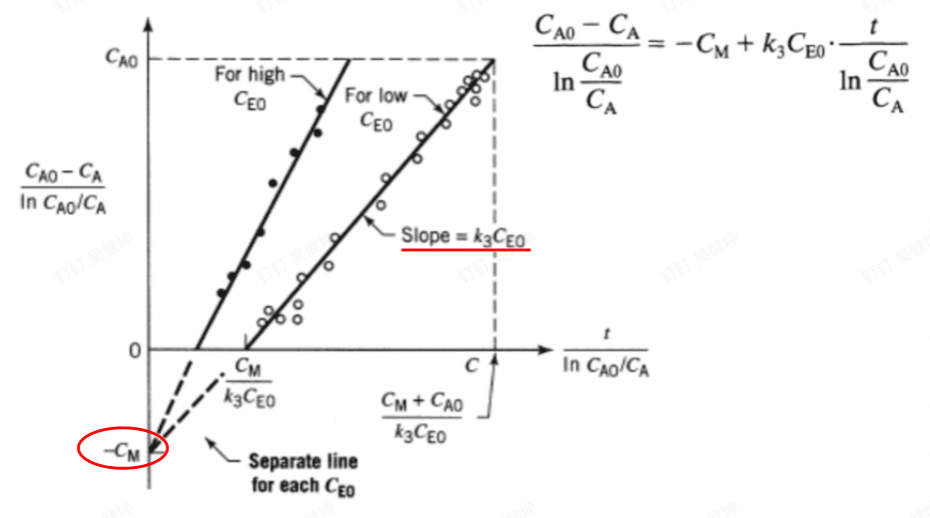 (C_A0 − C_A) / (ln (C_A0 / C_A)) = −C_M + k_3C_E0 · t / (ln (C_A0 / C_A))
C_A0
For high
C_E0
For low
C_E0
(C_A0 − C_A) / (ln C_A0/C_A)
Slope = k_3C_E0
0
C_M / (k_3C_E0)
C
t / (ln C_A0/C_A)
(C_M + C_A0) / (k_3C_E0)
−C_M
Separate line
for each C_E0